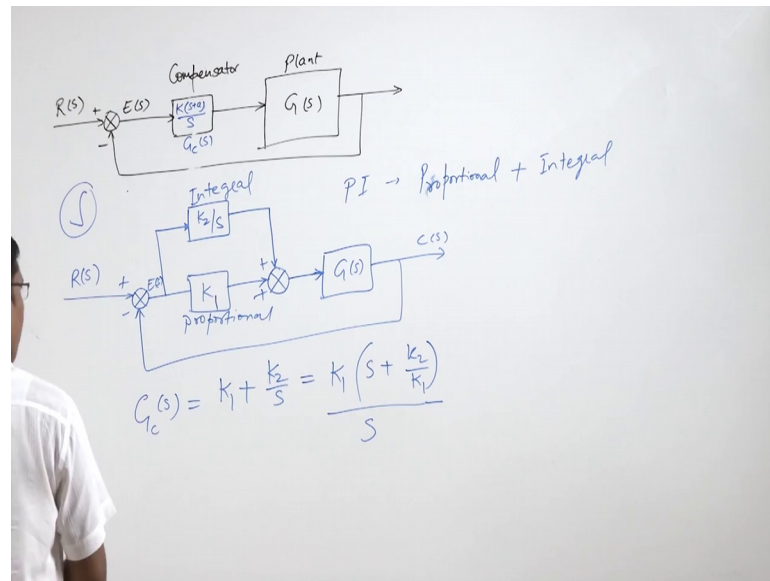 Compensator
Plant
R(S) + E(S) K(s+a)/S G(S)
-
Gc(S)
Integral
PI → Proportional + Integral
∫
K2/S
C(S)
R(S) + E(S) K1 + G(S)
- +
proportional
Gc(S) = K1 + K2/S = K1(S + K2/K1)/S